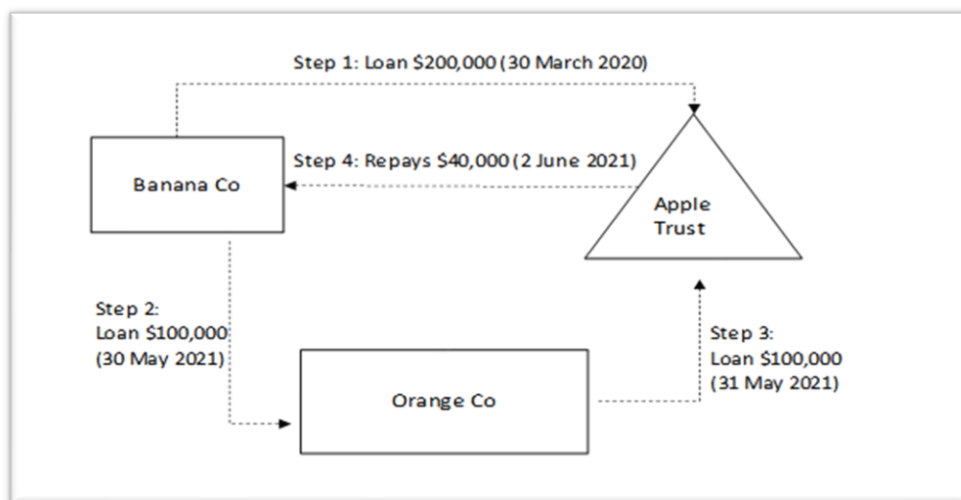 Step 1: Loan $200,000 (30 March 2020)
Step 4: Repays $40,000 (2 June 2021)
Banana Co
Apple
Trust
Step 2:
Loan $100,000
(30 May 2021)
Step 3:
Loan $100,000
(31 May 2021)
Orange Co